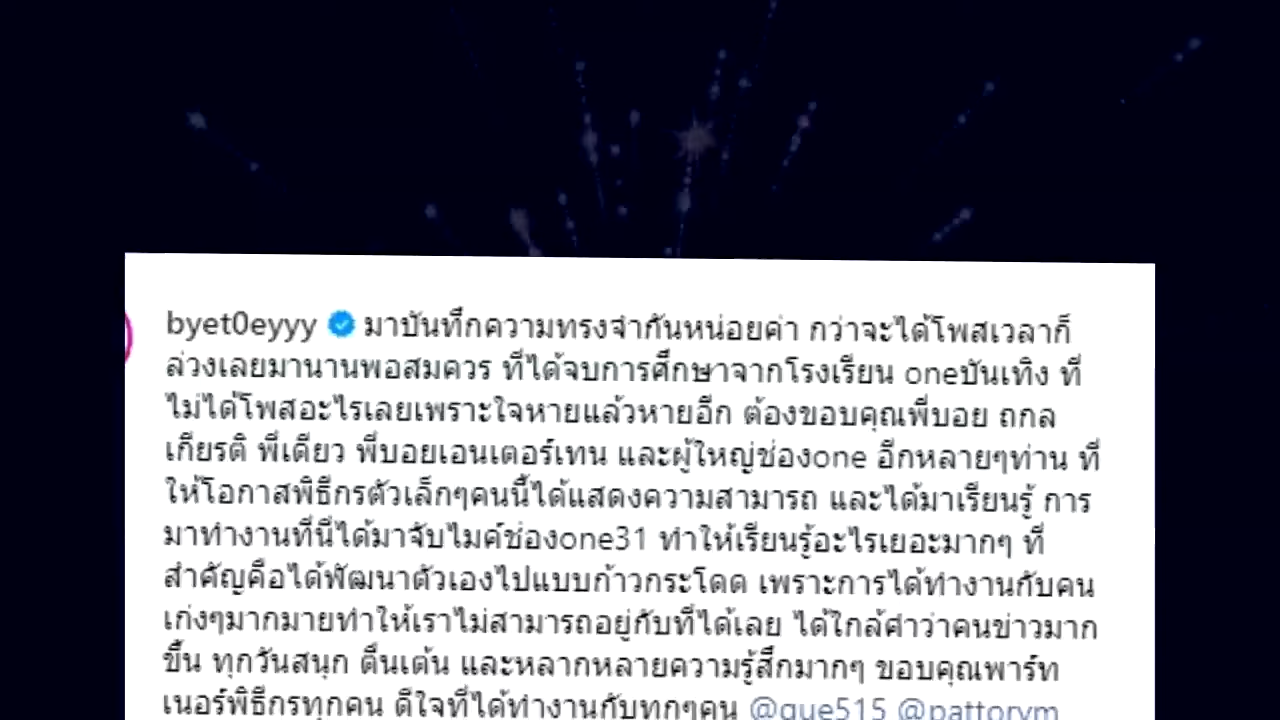 byet0eyyy มาบันทึกความทรงจำกันหน่อยค่า กว่าจะได้โพสเวลาก็
ล่วงเลยมานานพอสมควร ที่ได้จบการศึกษาจากโรงเรียน oneบันเทิง ที่
ไม่ได้โพสอะไรเลยเพราะใจหายแล้วหายอีก ต้องขอบคุณพี่บอย ถกล
เกียรติ พี่เดียว พี่บอยเอนเตอร์เทน และผู้ใหญ่ช่องone อีกหลายๆท่าน ที่
ให้โอกาสพิธีกรตัวเล็กๆคนนี้ได้แสดงความสามารถ และได้มาเรียนรู้ การ
มาทำงานที่นี่ได้มาจับไมค์ช่องone31 ทำให้เรียนรู้อะไรเยอะมากๆ ที่
สำคัญคือได้พัฒนาตัวเองไปแบบก้าวกระโดด เพราะการได้ทำงานกับคน
เก่งๆมากมายทำให้เราไม่สามารถอยู่กับที่ได้เลย ได้ใกล้คำว่าคนข่าวมาก
ขึ้น ทุกวันสนุก ตื่นเต้น และหลากหลายความรู้สึกมากๆ ขอบคุณพาร์ท
เนอร์พิธีกรทุกคน ดีใจที่ได้ทำงานกับทุกๆคน @gue515 @pattorym